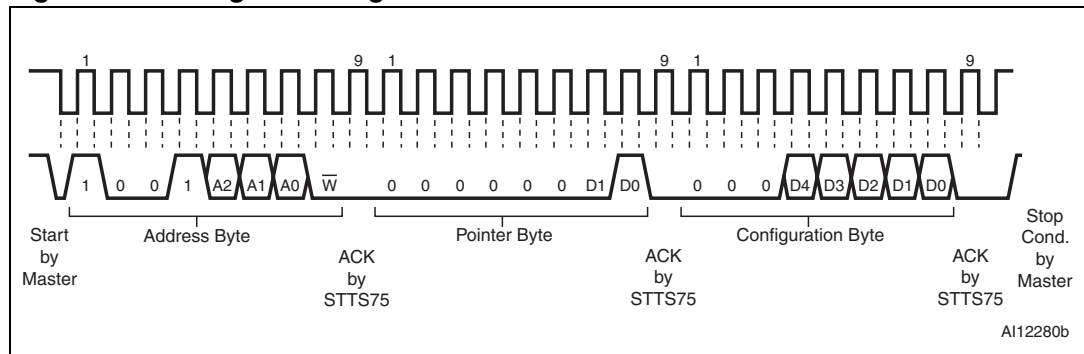 1 9 1 9 1 9
1 0 0 1 A2 A1 A0 W 0 0 0 0 0 0 D1 D0 0 0 0 D4 D3 D2 D1 D0
Start
by
Master
Address Byte
ACK
by
STTS75
Pointer Byte
ACK
by
STTS75
Configuration Byte
ACK
by
STTS75
Stop
Cond.
by
Master
AI12280b